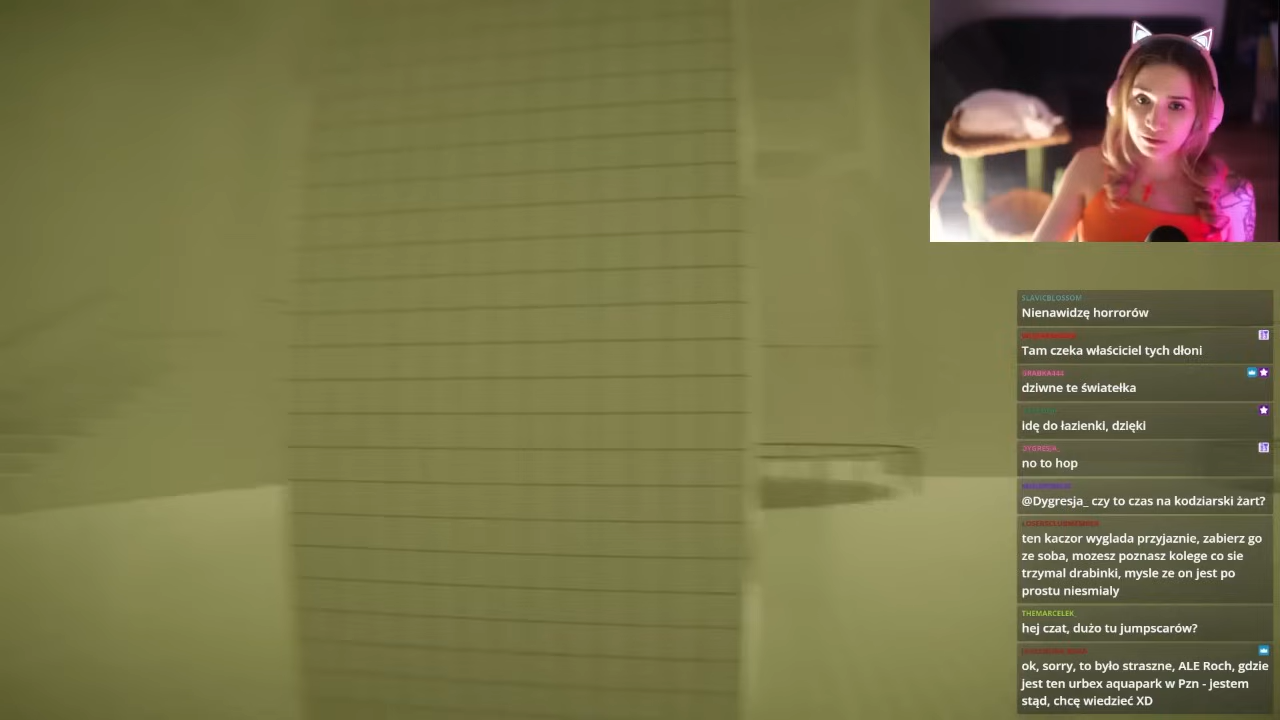 SLAVICBLOSSOM
Nienawidzę horrorów
Tam czeka właściciel tych dłoni
GRABKA444
dziwne te światełka
idę do łazienki, dzięki
DYGRESJA_
no to hop
@Dygresja_ czy to czas na kodziarski żart?
ten kaczor wyglada przyjaznie, zabierz go
ze soba, mozesz poznasz kolege co sie
trzymal drabinki, mysle ze on jest po
prostu niesmialy
THEMARCELEK_
hej czat, dużo tu jumpscarów?
ok, sorry, to było straszne, ALE Roch, gdzie
jest ten urbex aquapark w Pzn - jestem
stąd, chcę wiedzieć XD